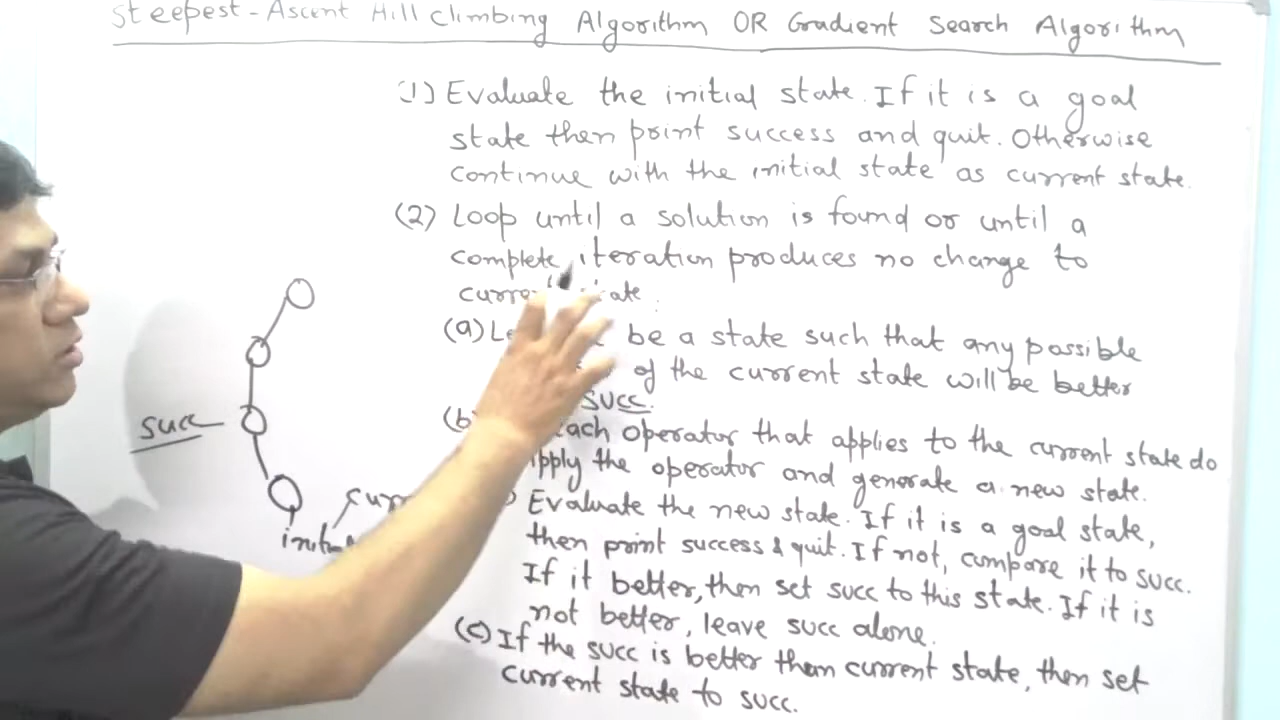 Steepest-Ascent Hill Climbing Algorithm OR Gradient Search Algorithm
(1) Evaluate the initial state. If it is a goal
state then print success and quit. Otherwise
continue with the initial state as current state.
(2) Loop until a solution is found or until a
complete iteration produces no change to
(a) be a state such that any possible
of the current state will be better
succ.
(b) each operator that applies to the current state do
apply the operator and generate a new state.
Evaluate the new state. If it is a goal state,
then print success & quit. If not, compare it to succ.
If it better, then set succ to this state. If it is
not better, leave succ alone.
(c) If the succ is better than current state, then set
current state to succ.
succ